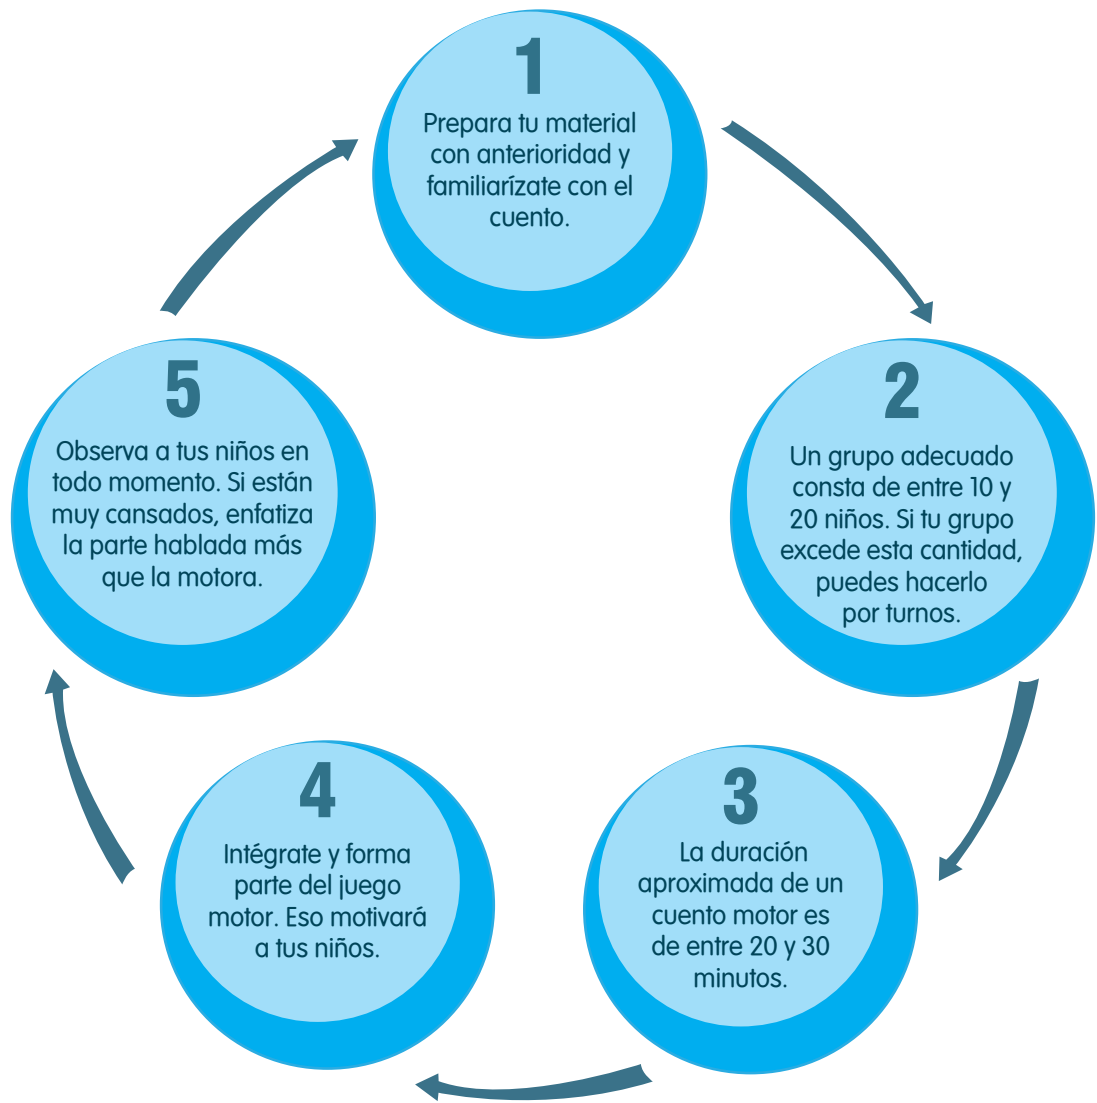 1
Prepara tu material
con anterioridad y
familiarízate con el
cuento.
2
Un grupo adecuado
consta de entre 10 y
20 niños. Si tu grupo
excede esta cantidad,
puedes hacerlo
por turnos.
3
La duración
aproximada de un
cuento motor es
de entre 20 y 30
minutos.
4
Intégrate y forma
parte del juego
motor. Eso motivará
a tus niños.
5
Observa a tus niños en
todo momento. Si están
muy cansados, enfatiza
la parte hablada más
que la motora.